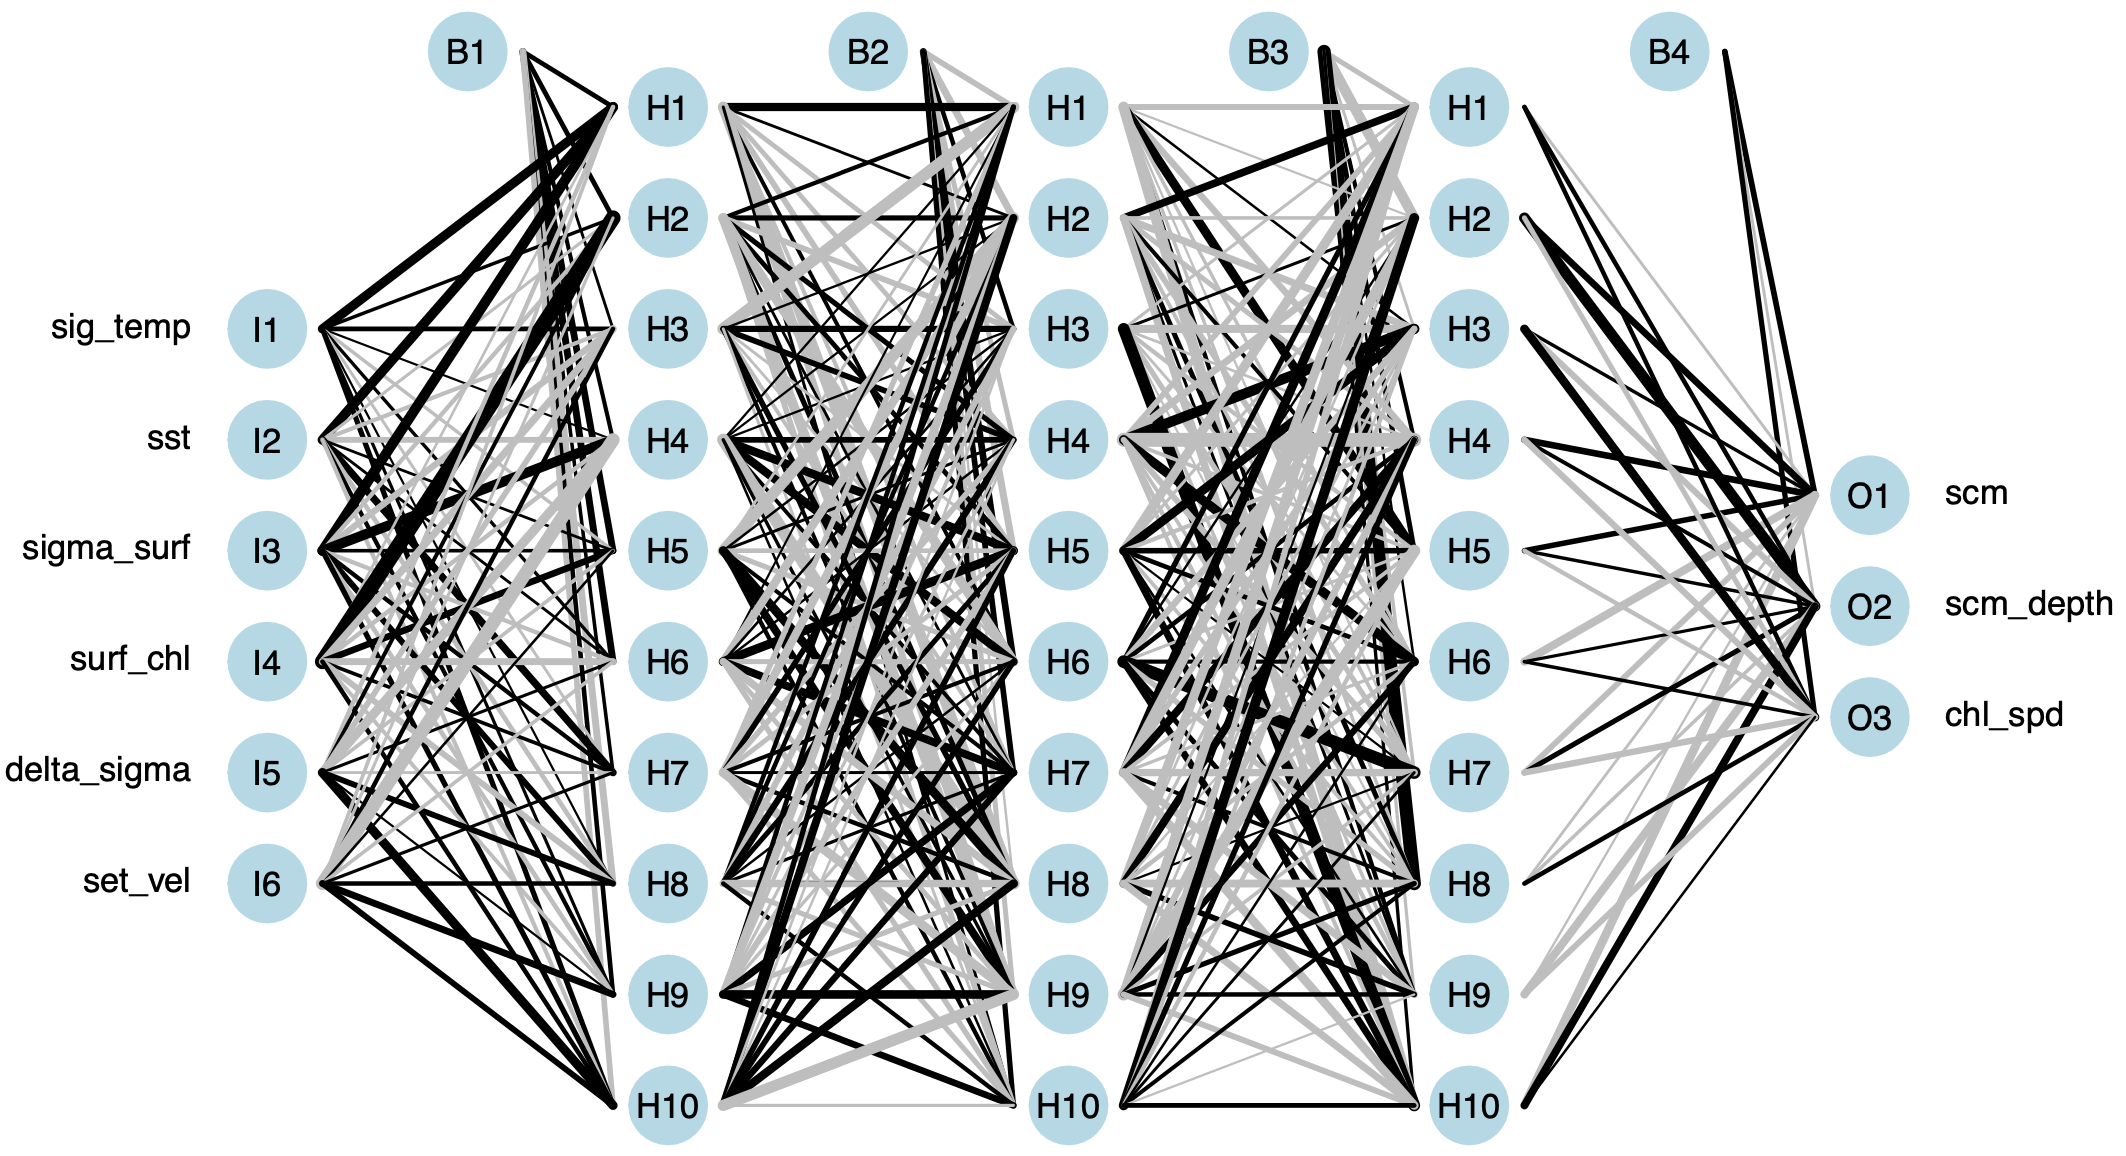 B1 B2 B3 B4
H1 H1 H1
H2 H2 H2
sig_temp I1 H3 H3 H3
sst I2 H4 H4 H4
O1 scm
sigma_surf I3 H5 H5 H5
O2 scm_depth
surf_chl I4 H6 H6 H6
O3 chl_spd
delta_sigma I5 H7 H7 H7
set_vel I6 H8 H8 H8
H9 H9 H9
H10 H10 H10